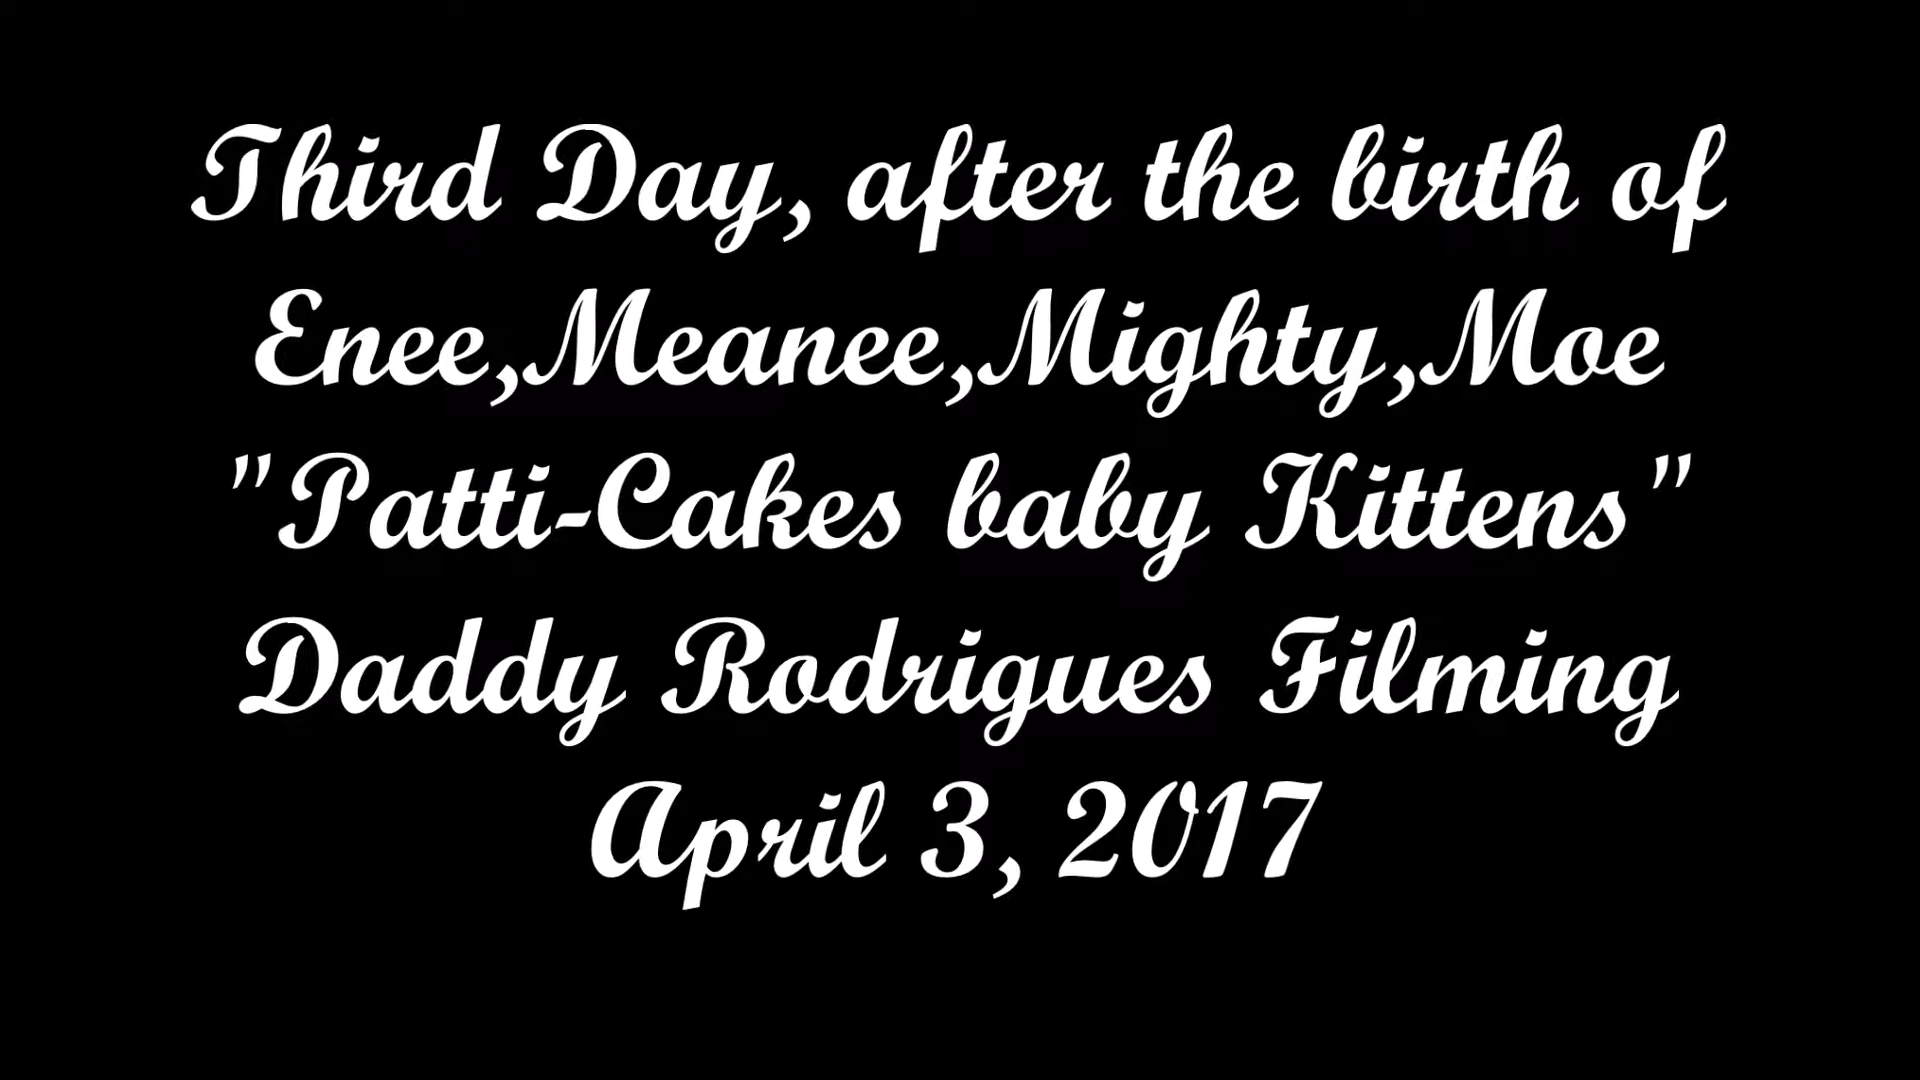 Third Day, after the birth of
Enee,Meanee,Mighty,Moe
"Patti-Cakes baby Kittens"
Daddy Rodrigues Filming
April 3, 2017